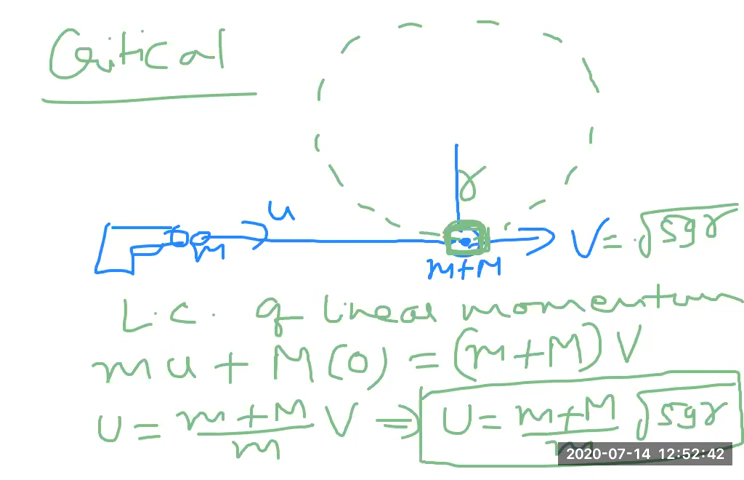 Critical
r
u
m
V = √5gr
m+M
L.C. of linear momentum
mu + M(0) = (m+M) V
U = m+M/m V ⇒ U = m+M/m √5gr
2020-07-14 12:52:42